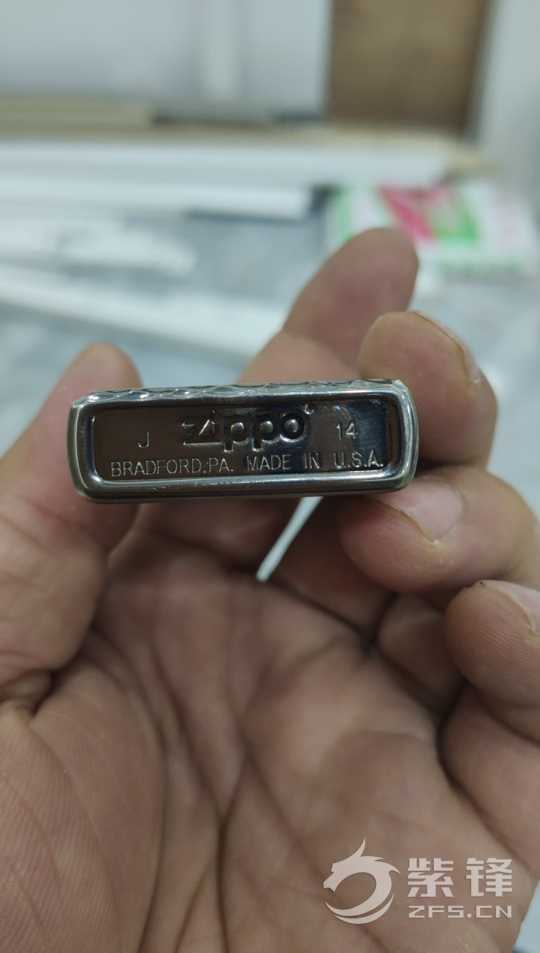 J Zippo 14
BRADFORD.PA. MADE IN U.S.A.
紫锋
ZFS.CN